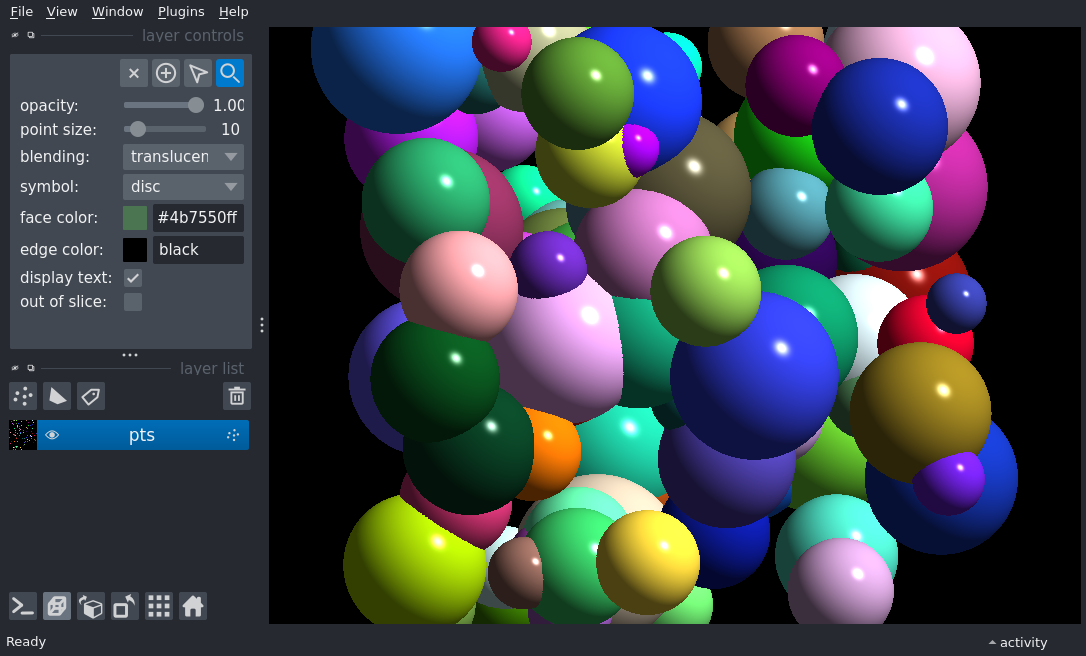 File View Window Plugins Help
layer controls
opacity: 1.00
point size: 10
blending: translucen
symbol: disc
face color: #4b7550ff
edge color: black
display text:
out of slice:
layer list
pts
Ready
activity